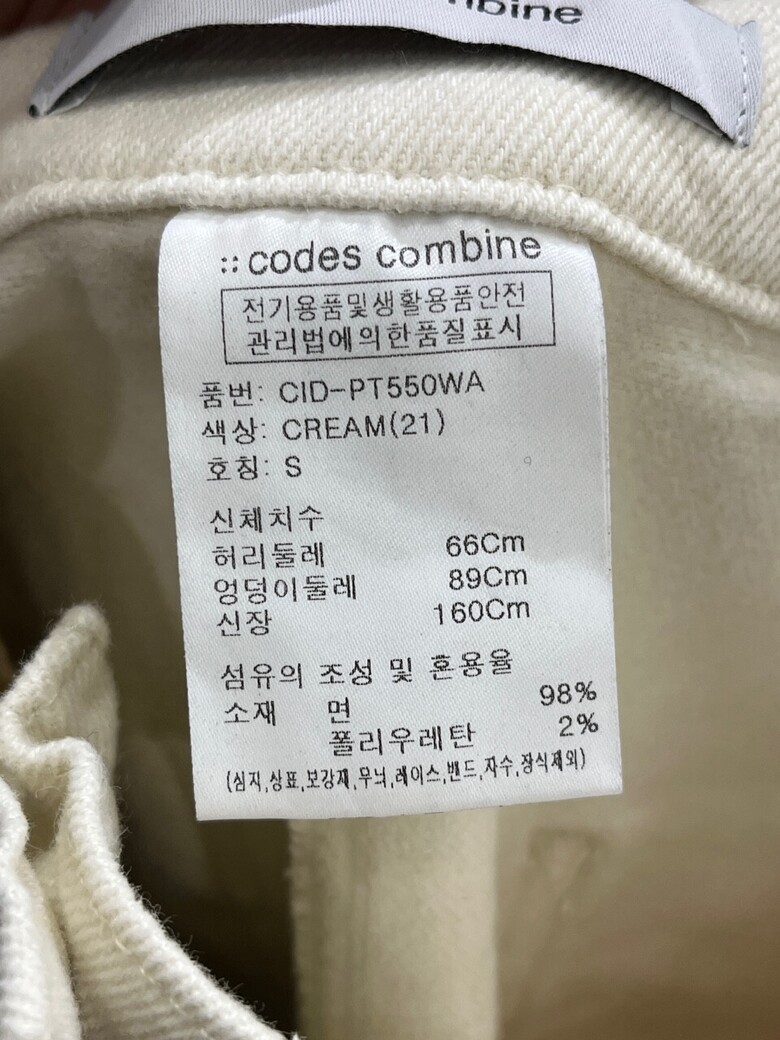 :: codes combine
전기용품및생활용품안전
관리법에의한품질표시
품번: CID-PT550WA
색상: CREAM(21)
호칭: S
신체치수
허리둘레 66Cm
엉덩이둘레 89Cm
신장 160Cm
섬유의 조성 및 혼용율
소재 면 98%
폴리우레탄 2%
(심지,상표,보강재,무늬,레이스,밴드,자수,장식제외)